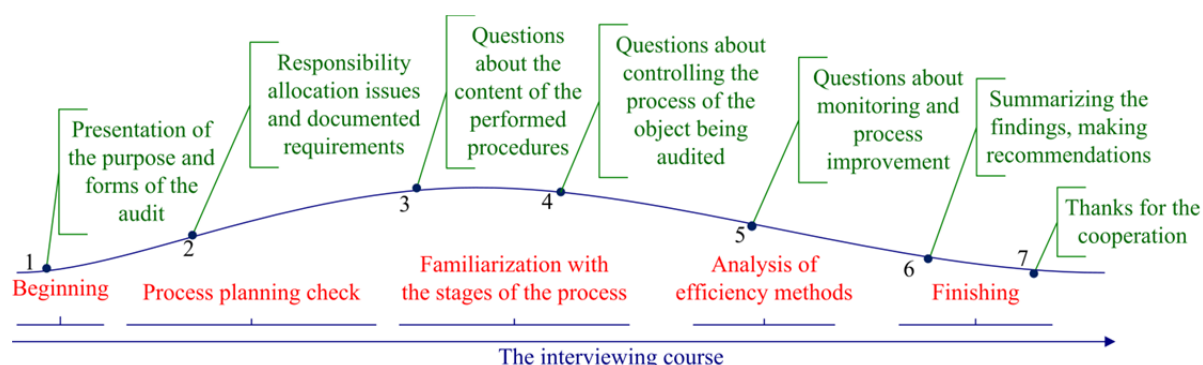 Presentation of
the purpose and
forms of the
audit
Responsibility
allocation issues
and documented
requirements
Questions
about the
content of the
performed
procedures
Questions about
controlling the
process of the
object being
audited
Questions about
monitoring and
process
improvement
Summarizing the
findings, making
recommendations
Thanks for the
cooperation
1
2
3
4
5
6
7
Beginning
Process planning check
Familiarization with
the stages of the process
Analysis of
efficiency methods
Finishing
The interviewing course